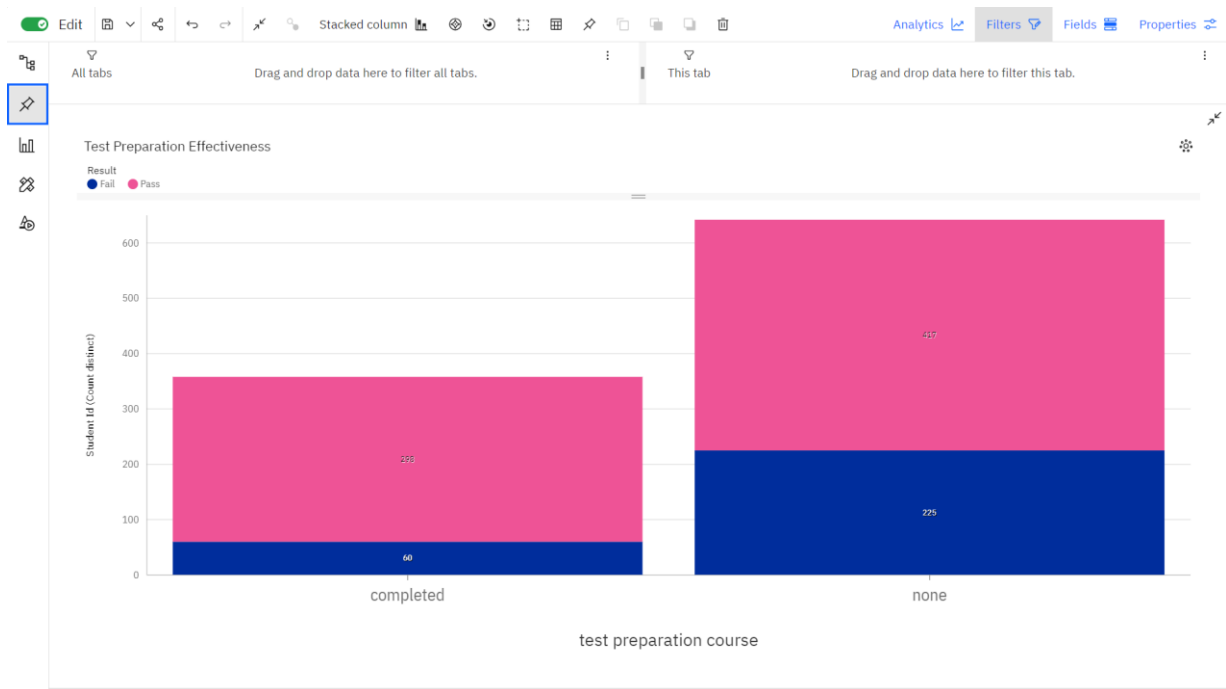 Edit Stacked column Analytics Filters Fields Properties
All tabs Drag and drop data here to filter all tabs. This tab Drag and drop data here to filter this tab.
Test Preparation Effectiveness
Result
Fail Pass
600
500
400
300
200
100
0
Student Id (Count distinct)
298
60
417
225
completed none
test preparation course